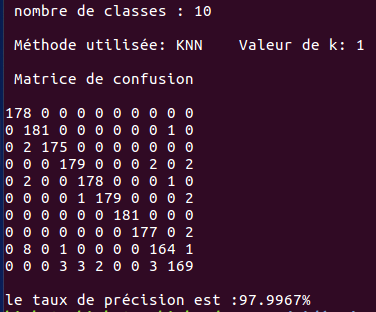 nombre de classes : 10
Méthode utilisée: KNN    Valeur de k: 1
Matrice de confusion
178 0 0 0 0 0 0 0 0 0
0 181 0 0 0 0 0 0 1 0
0 2 175 0 0 0 0 0 0 0
0 0 0 179 0 0 0 2 0 2
0 2 0 0 178 0 0 0 1 0
0 0 0 0 1 179 0 0 0 2
0 0 0 0 0 0 181 0 0 0
0 0 0 0 0 0 0 177 0 2
0 8 0 1 0 0 0 0 164 1
0 0 0 3 3 2 0 0 3 169
le taux de précision est :97.9967%